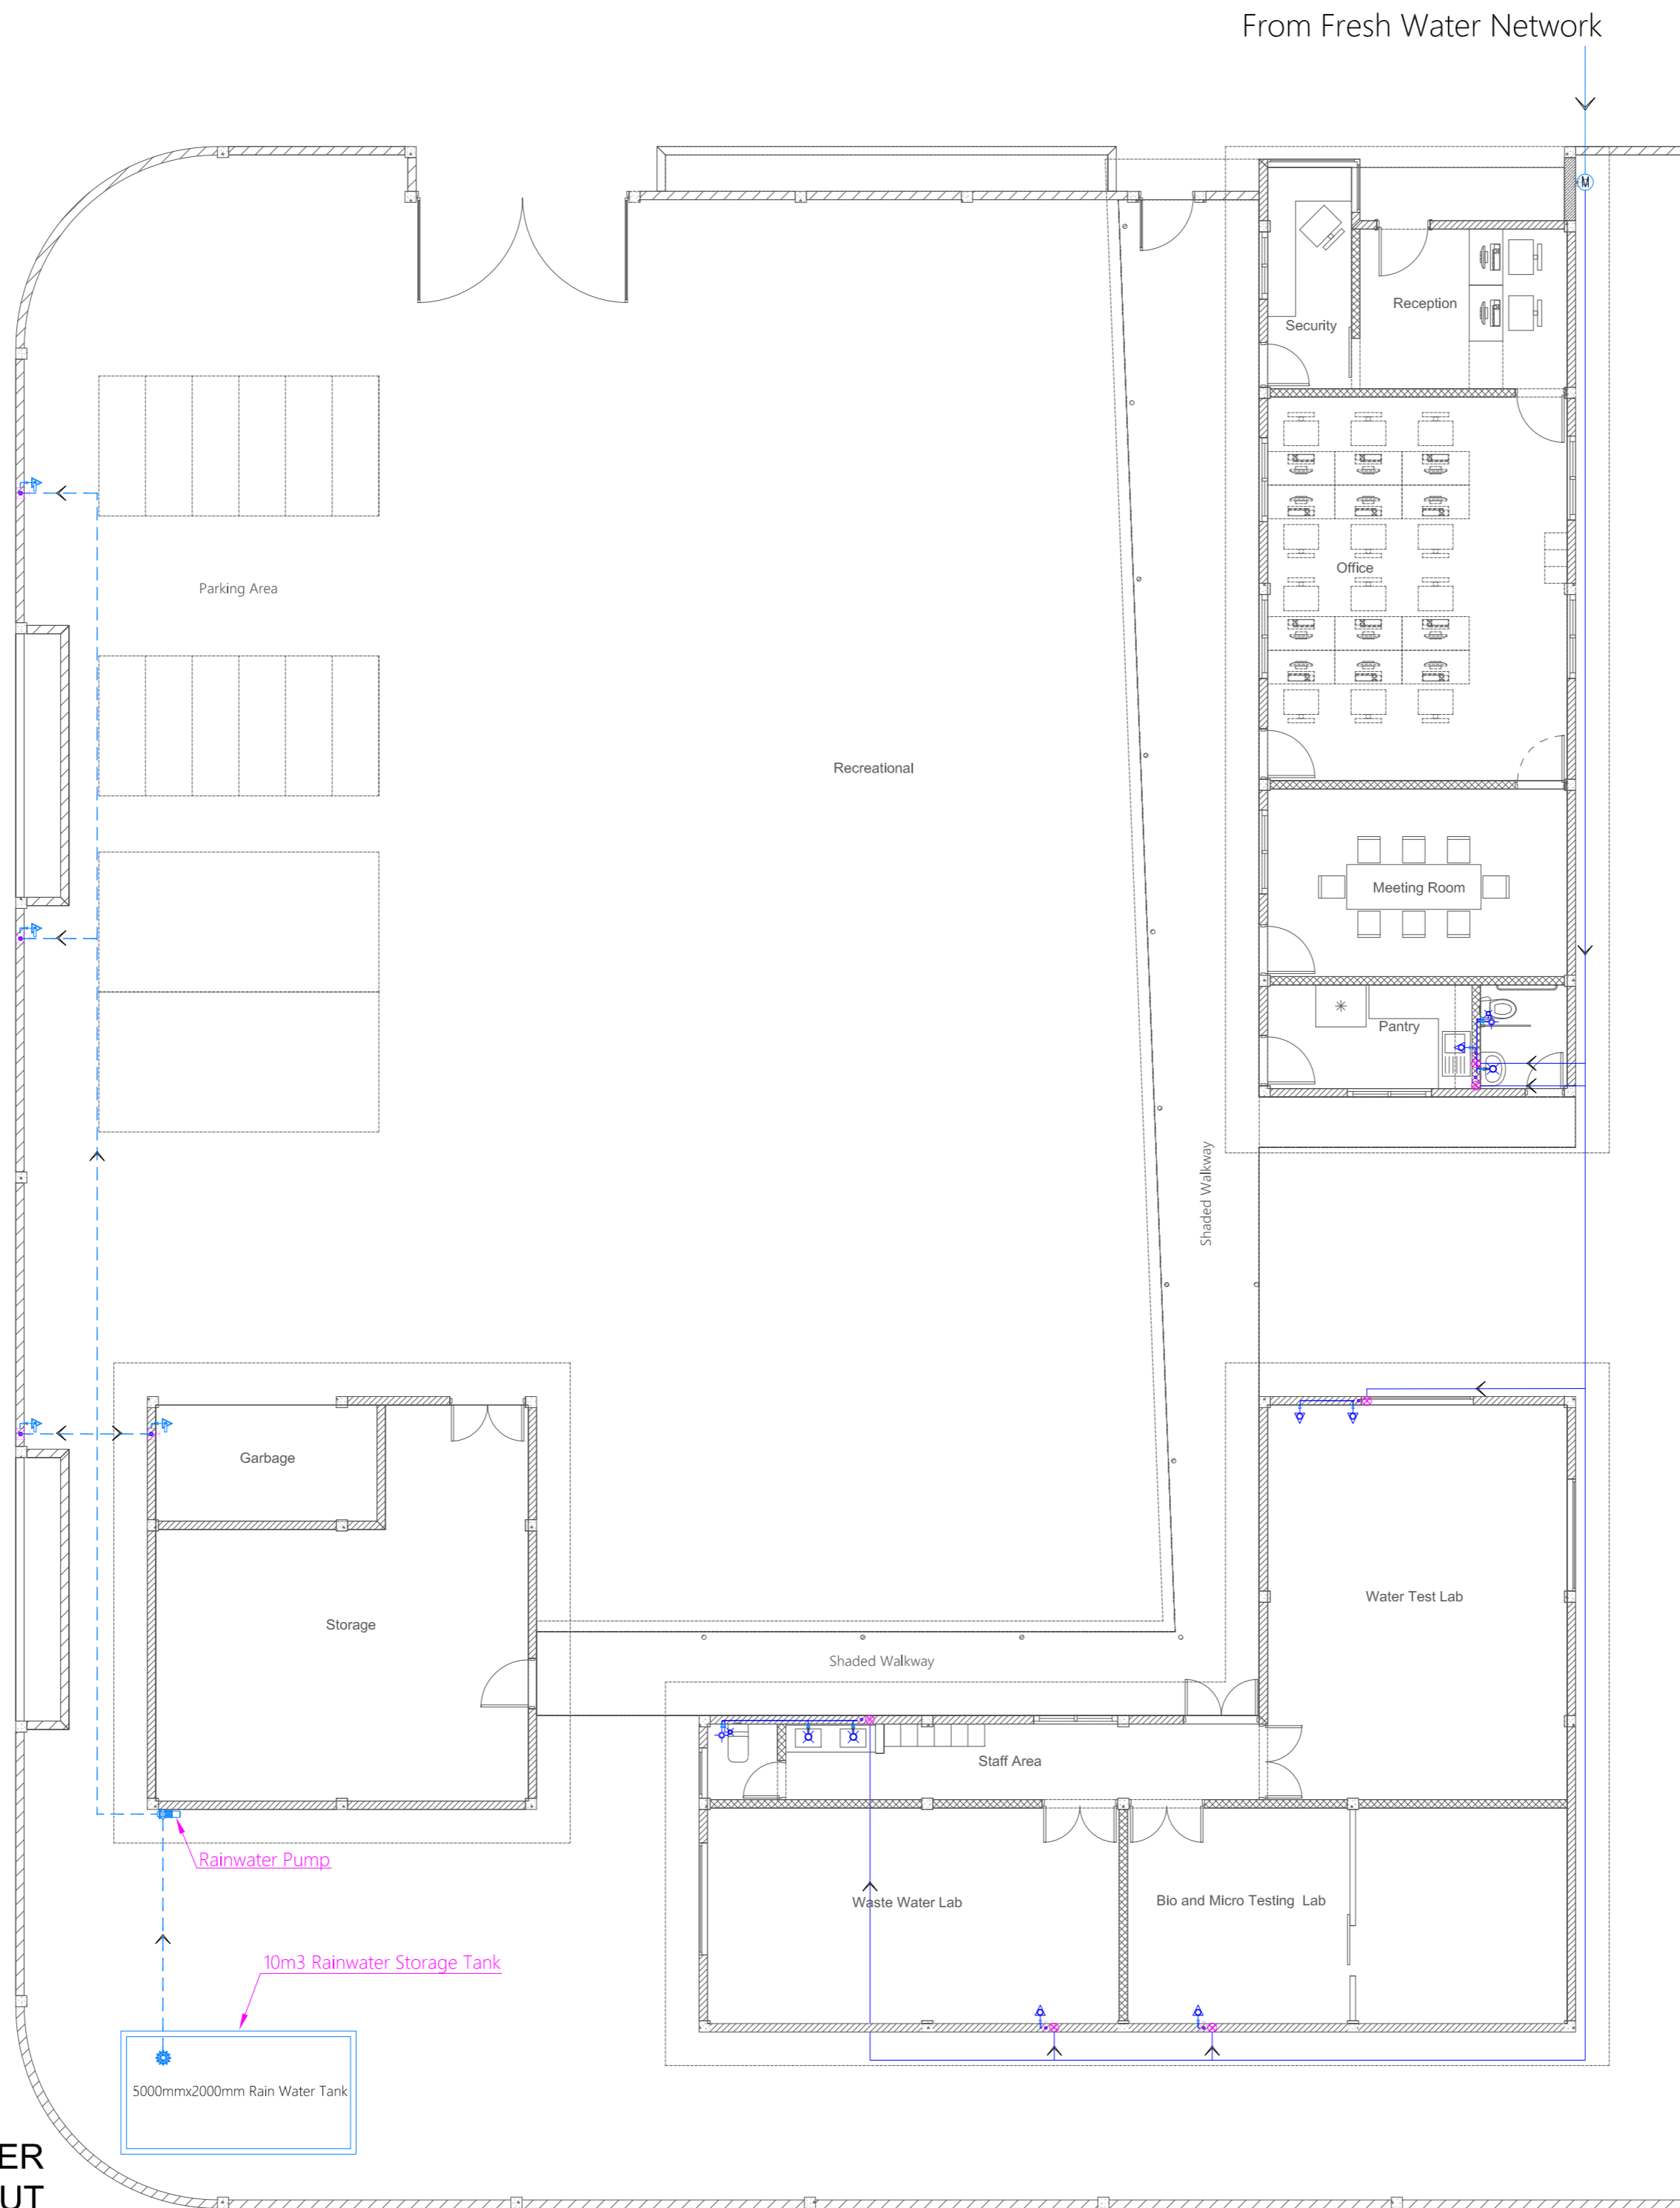 From Fresh Water Network
M
Reception
Security
Office
Parking Area
Recreational
Meeting Room
Pantry
Shaded Walkway
Garbage
Water Test Lab
Storage
Shaded Walkway
Staff Area
Rainwater Pump
Waste Water Lab
Bio and Micro Testing Lab
10m3 Rainwater Storage Tank
5000mmx2000mm Rain Water Tank
ER
UT